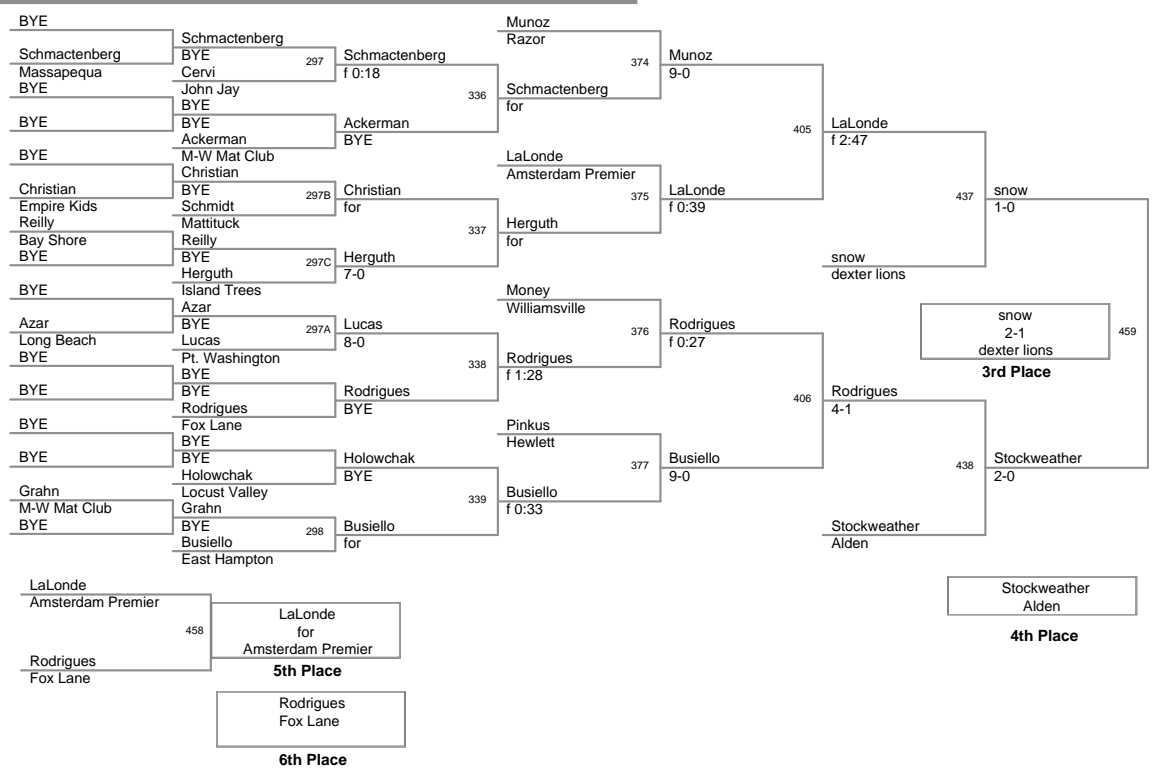 BYE
Schmactenberg
Massapequa
BYE
BYE
BYE
Christian
Empire Kids
Reilly
Bay Shore
BYE
BYE
Azar
Long Beach
BYE
BYE
BYE
BYE
Grahn
M-W Mat Club
BYE
Schmactenberg
BYE
297
Cervi
John Jay
BYE
BYE
Ackerman
M-W Mat Club
Christian
BYE
297B
Schmidt
Mattituck
Reilly
BYE
297C
Herguth
Island Trees
Azar
BYE
297A
Lucas
Pt. Washington
BYE
BYE
Rodrigues
Fox Lane
BYE
BYE
Holowchak
Locust Valley
Grahn
BYE
298
Busiello
East Hampton
Schmactenberg
f 0:18
336
Ackerman
BYE
Christian
for
337
Herguth
7-0
Lucas
8-0
338
Rodrigues
BYE
Holowchak
BYE
339
Busiello
for
Munoz
Razor
374
Schmactenberg
for
LaLonde
Amsterdam Premier
375
Herguth
for
Money
Williamsville
376
Rodrigues
f 1:28
Pinkus
Hewlett
377
Busiello
f 0:33
Munoz
9-0
405
LaLonde
f 0:39
Rodrigues
f 0:27
406
Busiello
9-0
LaLonde
f 2:47
437
snow
dexter lions
Rodrigues
4-1
438
Stockweather
Alden
snow
1-0
459
Stockweather
2-0
snow
2-1
dexter lions
3rd Place
Stockweather
Alden
4th Place
LaLonde
Amsterdam Premier
458
Rodrigues
Fox Lane
LaLonde
for
Amsterdam Premier
5th Place
Rodrigues
Fox Lane
6th Place